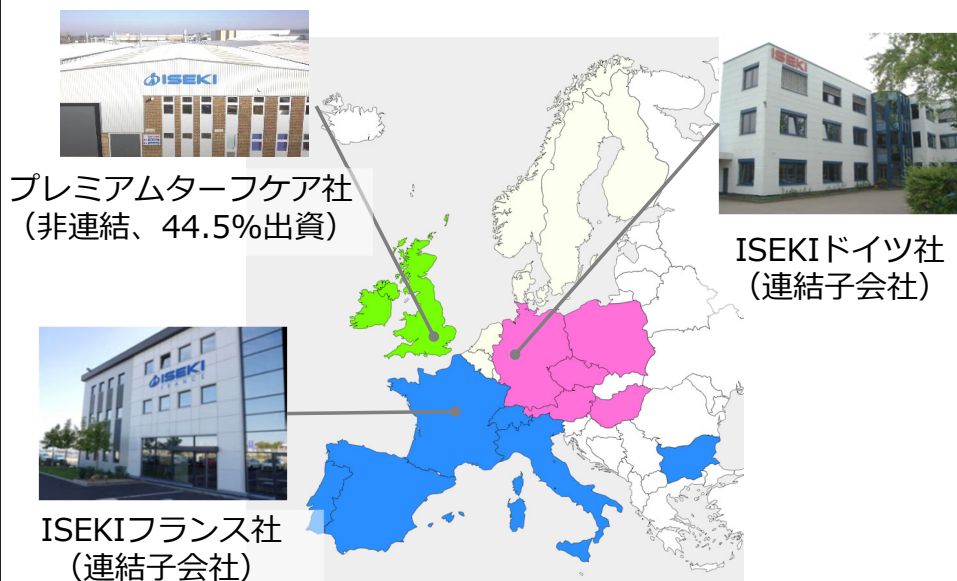 ISEKI
プレミアムターフケア社
（非連結、44.5%出資）
ISEKI
ISEKIドイツ社
（連結子会社）
ISEKI
FRANCE
ISEKIフランス社
（連結子会社）